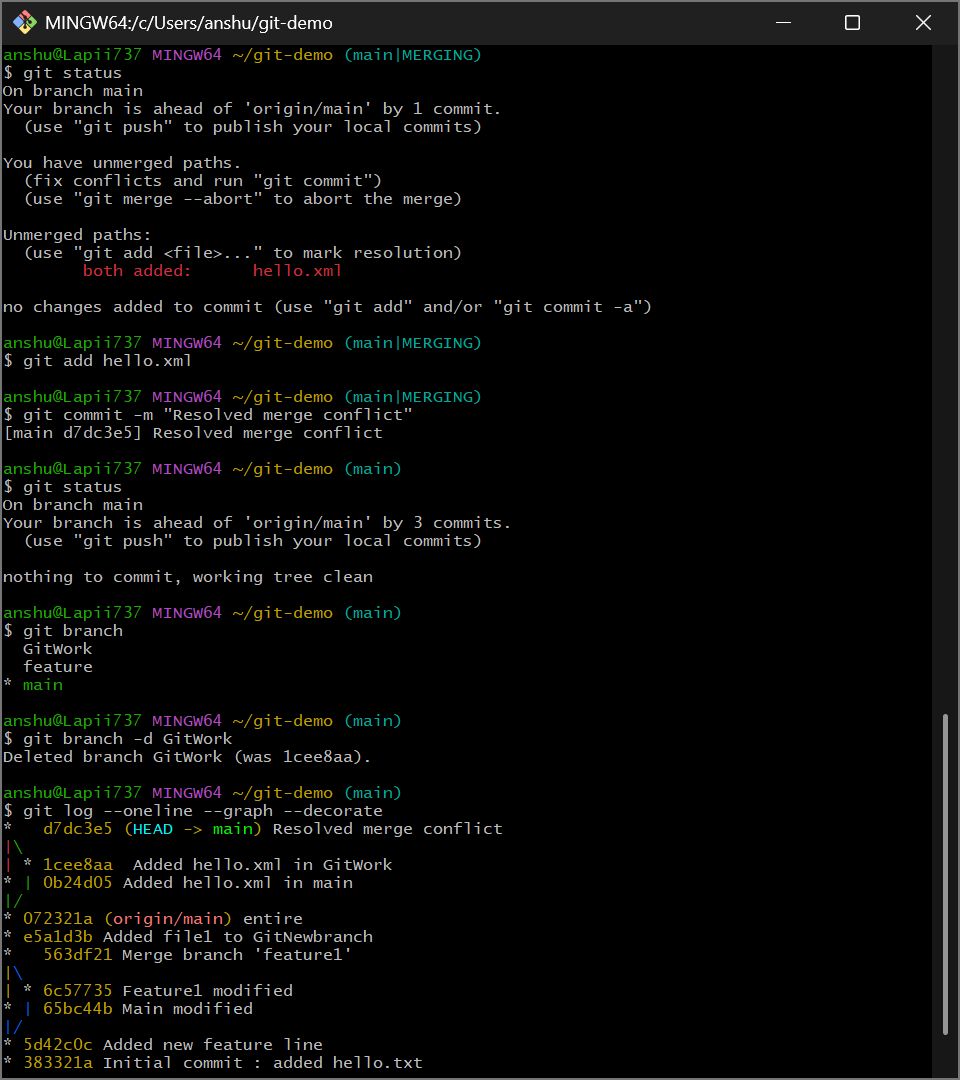 MINGW64:/c/Users/anshu/git-demo
anshu@Lapii737 MINGW64 ~/git-demo (main|MERGING)
$ git status
On branch main
Your branch is ahead of 'origin/main' by 1 commit.
  (use "git push" to publish your local commits)

You have unmerged paths.
  (fix conflicts and run "git commit")
  (use "git merge --abort" to abort the merge)

Unmerged paths:
  (use "git add <file>..." to mark resolution)
        both added:      hello.xml

no changes added to commit (use "git add" and/or "git commit -a")

anshu@Lapii737 MINGW64 ~/git-demo (main|MERGING)
$ git add hello.xml

anshu@Lapii737 MINGW64 ~/git-demo (main|MERGING)
$ git commit -m "Resolved merge conflict"
[main d7dc3e5] Resolved merge conflict

anshu@Lapii737 MINGW64 ~/git-demo (main)
$ git status
On branch main
Your branch is ahead of 'origin/main' by 3 commits.
  (use "git push" to publish your local commits)

nothing to commit, working tree clean

anshu@Lapii737 MINGW64 ~/git-demo (main)
$ git branch
  GitWork
  feature
* main

anshu@Lapii737 MINGW64 ~/git-demo (main)
$ git branch -d GitWork
Deleted branch GitWork (was 1cee8aa).

anshu@Lapii737 MINGW64 ~/git-demo (main)
$ git log --oneline --graph --decorate
*   d7dc3e5 (HEAD -> main) Resolved merge conflict
|\
| * 1cee8aa  Added hello.xml in GitWork
* | 0b24d05 Added hello.xml in main
|/
* 072321a (origin/main) entire
* e5a1d3b Added file1 to GitNewbranch
*   563df21 Merge branch 'feature1'
|\
| * 6c57735 Feature1 modified
* | 65bc44b Main modified
|/
* 5d42c0c Added new feature line
* 383321a Initial commit : added hello.txt